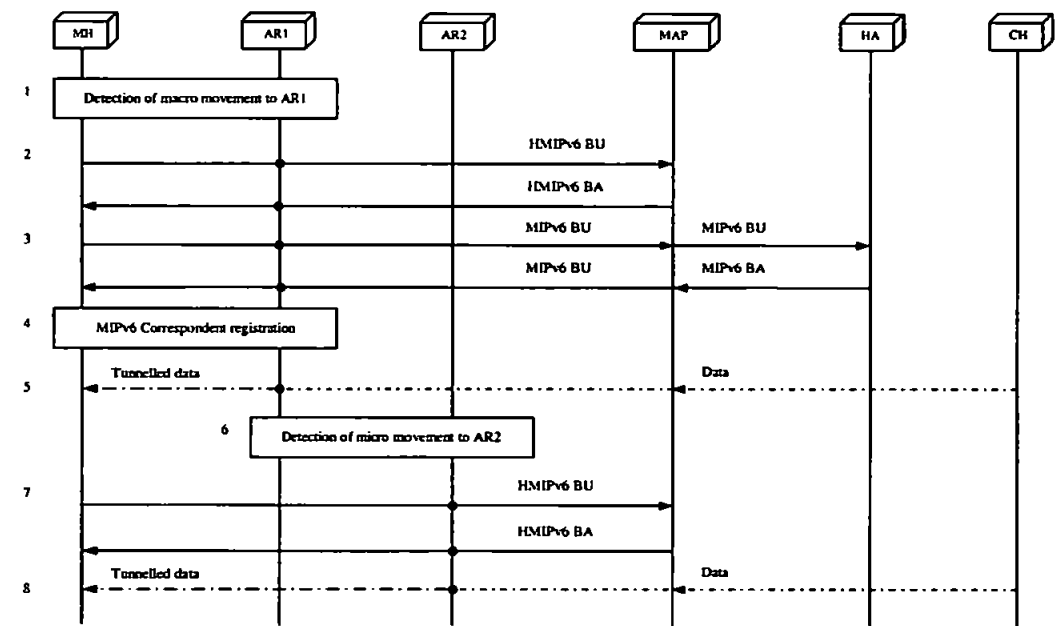 MH AR1 AR2 MAP HA CH
1 Detection of macro movement to AR1
2 HMIPv6 BU
HMIPv6 BA
3 MIPv6 BU MIPv6 BU
MIPv6 BU MIPv6 BA
4 MIPv6 Correspondent registration
5 Tunnelled data Data
6 Detection of micro movement to AR2
7 HMIPv6 BU
HMIPv6 BA
8 Tunnelled data Data